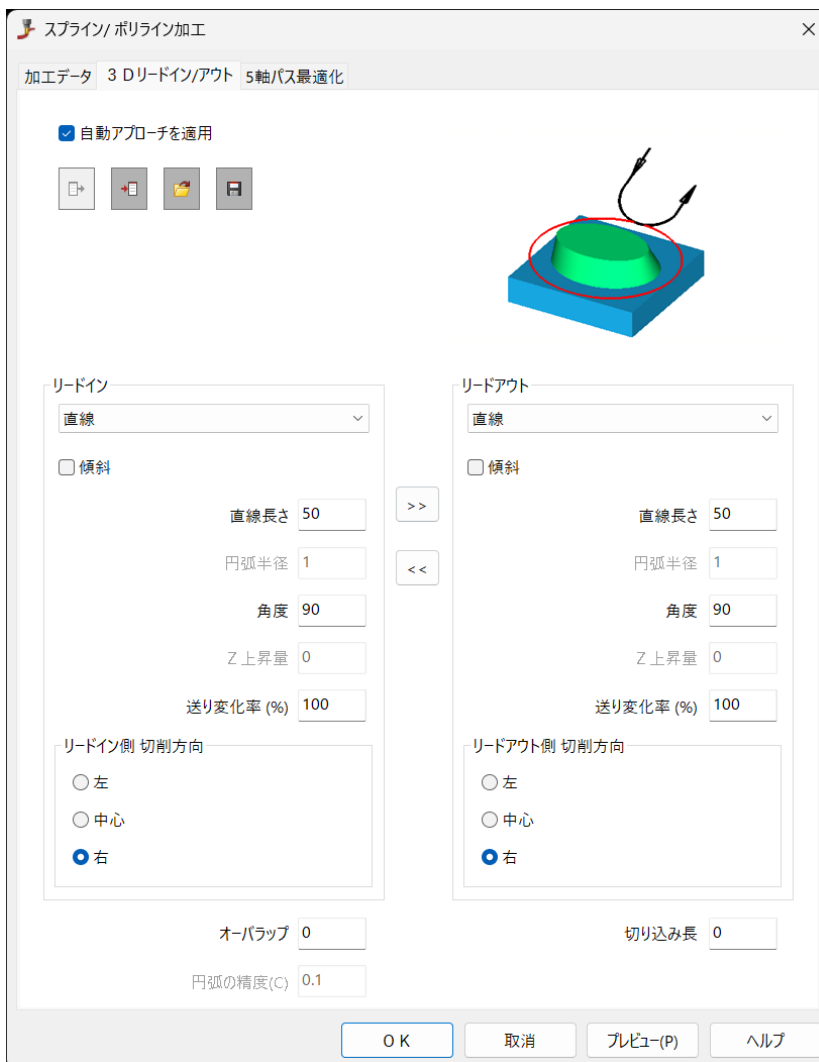 スプライン/ ポリライン加工
加工データ 3 Dリードイン/アウト 5軸パス最適化
自動アプローチを適用
リードイン リードアウト
直線 直線
傾斜 傾斜
直線長さ 50 >> 直線長さ 50
円弧半径 1 << 円弧半径 1
角度 90 角度 90
Z 上昇量 0 Z 上昇量 0
送り変化率 (%) 100 送り変化率 (%) 100
リードイン側 切削方向 リードアウト側 切削方向
左 左
中心 中心
右 右
オーバラップ 0 切り込み長 0
円弧の精度(C) 0.1
O K 取消 プレビュー(P) ヘルプ